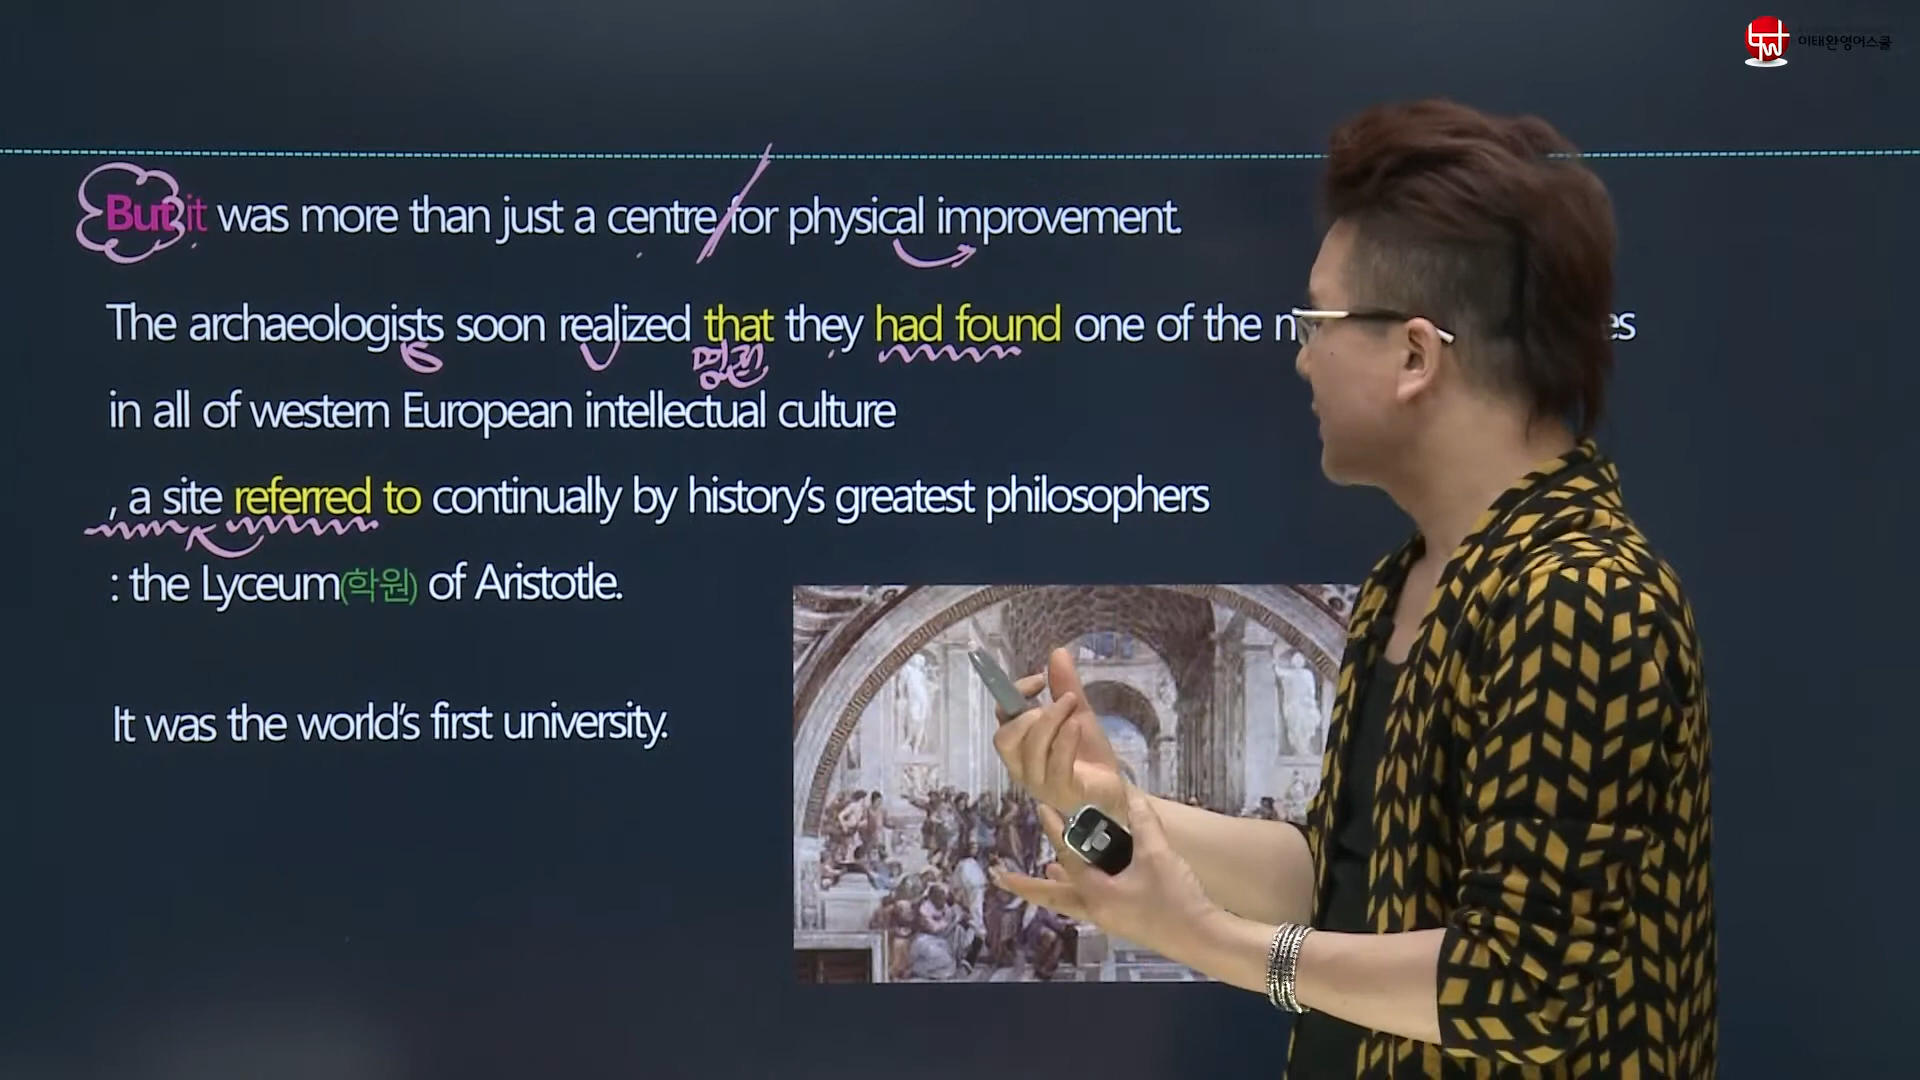 이태완영어스쿨
But it was more than just a centre for physical improvement.
The archaeologists soon realized that they had found one of the
명접
in all of western European intellectual culture
, a site referred to continually by history's greatest philosophers
: the Lyceum(학원) of Aristotle.
It was the world's first university.